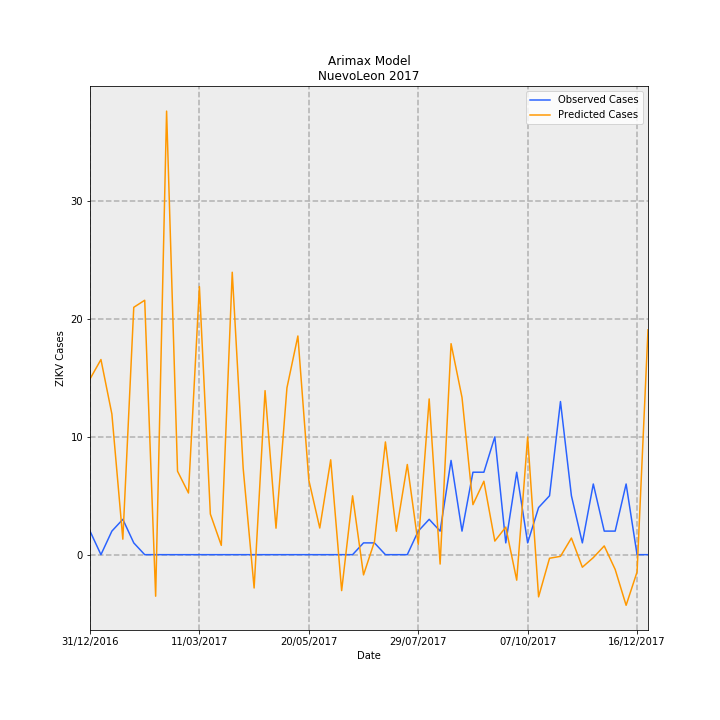 Arimax Model
NuevoLeon 2017
Observed Cases
Predicted Cases
ZIKV Cases
30
20
10
0
31/12/2016
11/03/2017
20/05/2017
29/07/2017
07/10/2017
16/12/2017
Date